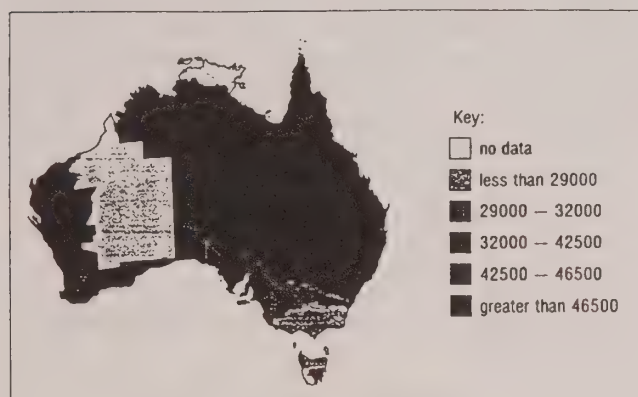 Key:
no data
less than 29000
29000 — 32000
32000 — 42500
42500 — 46500
greater than 46500